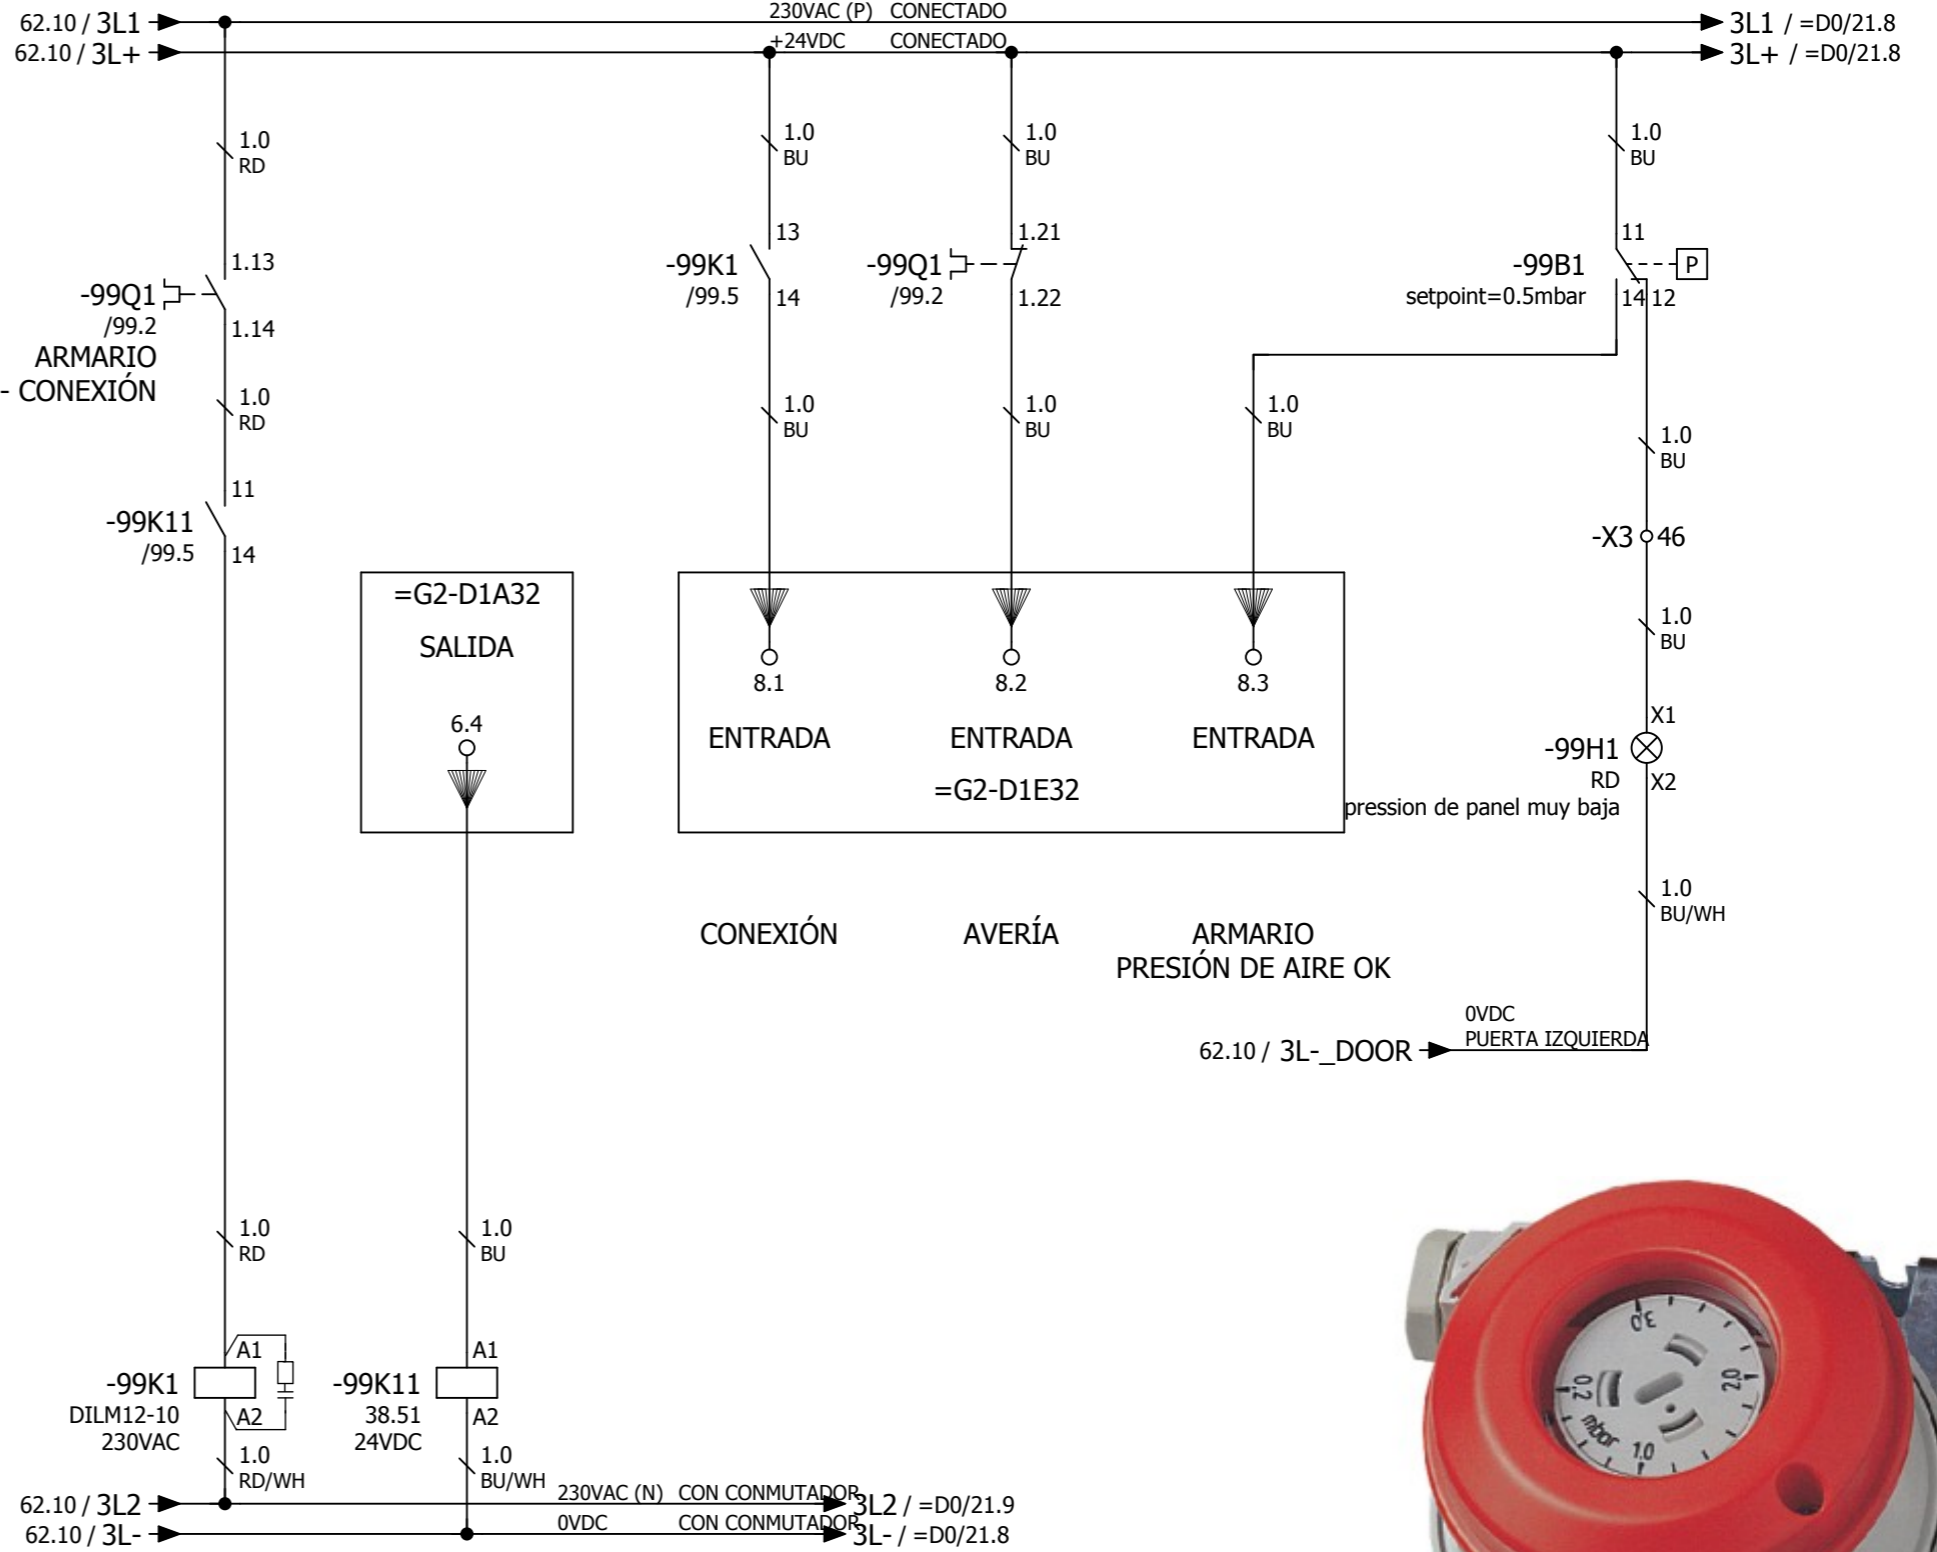 62.10 / 3L1
230VAC (P) CONECTADO
3L1 / =D0/21.8
62.10 / 3L+
+24VDC CONECTADO
3L+ / =D0/21.8
1.0
RD
1.0
BU
1.0
BU
1.0
BU
1.13
-99Q1
/99.2
1.14
ARMARIO
- CONEXIÓN
13
-99K1
/99.5
14
1.21
-99Q1
/99.2
1.22
11
-99B1
P
setpoint=0.5mbar
14 12
1.0
RD
1.0
BU
1.0
BU
1.0
BU
1.0
BU
11
-99K11
/99.5
14
-X3 46
=G2-D1A32
SALIDA
6.4
8.1
ENTRADA
8.2
ENTRADA
8.3
ENTRADA
=G2-D1E32
1.0
BU
X1
-99H1
RD
X2
pression de panel muy baja
1.0
BU/WH
CONEXIÓN
AVERÍA
ARMARIO
PRESIÓN DE AIRE OK
0VDC
PUERTA IZQUIERDA
62.10 / 3L-_DOOR
1.0
RD
1.0
BU
A1
-99K1
A2
DILM12-10
230VAC
A1
-99K11
38.51
A2
24VDC
1.0
RD/WH
1.0
BU/WH
62.10 / 3L2
230VAC (N) CON CONMUTADOR
3L2 / =D0/21.9
62.10 / 3L-
0VDC CON CONMUTADOR
3L- / =D0/21.8
3,0
2,0
0,2
mbar
1,0